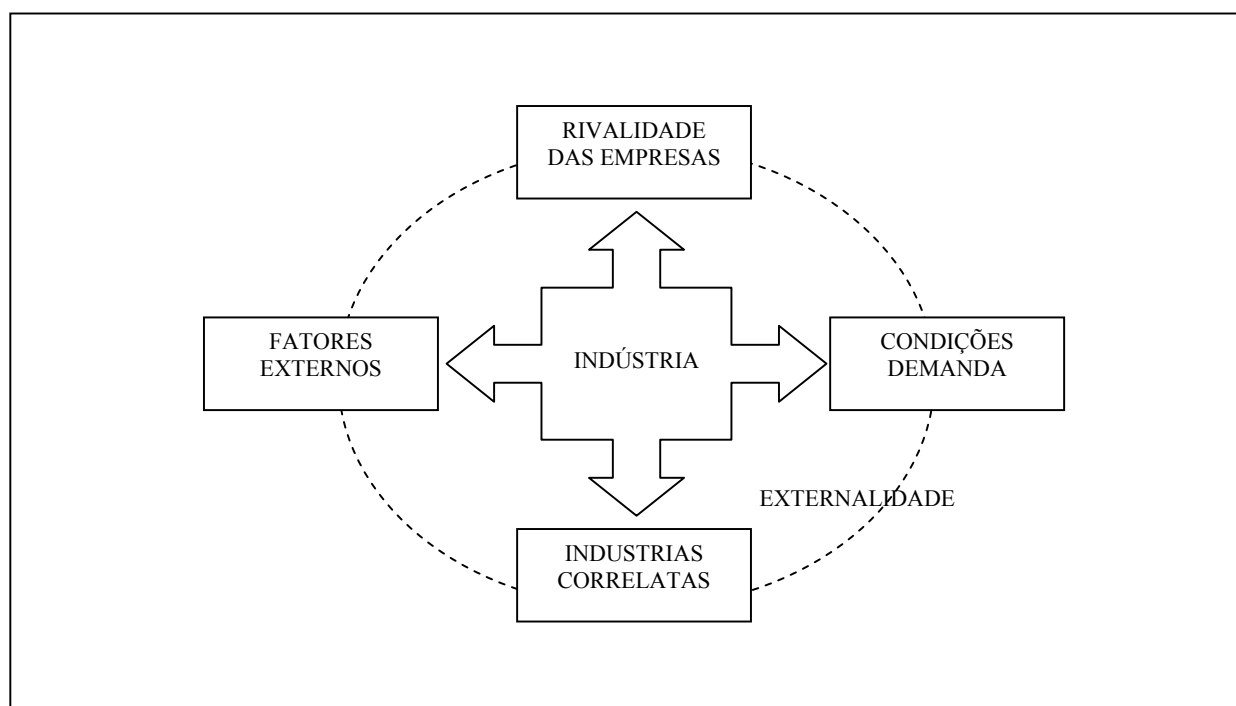 RIVALIDADE
DAS EMPRESAS
FATORES
EXTERNOS
INDÚSTRIA
CONDIÇÕES
DEMANDA
EXTERNALIDADE
INDUSTRIAS
CORRELATAS